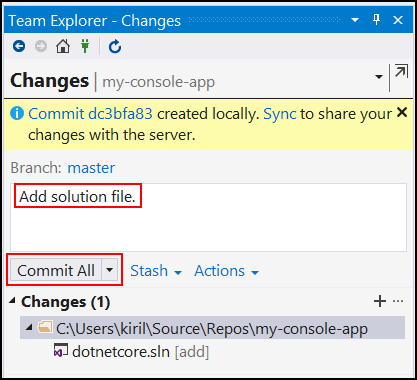 Team Explorer - Changes
Changes | my-console-app
Commit dc3bfa83 created locally. Sync to share your
changes with the server.
Branch: master
Add solution file.
Commit All Stash Actions
Changes (1)
C:\Users\kiril\Source\Repos\my-console-app
dotnetcore.sln [add]